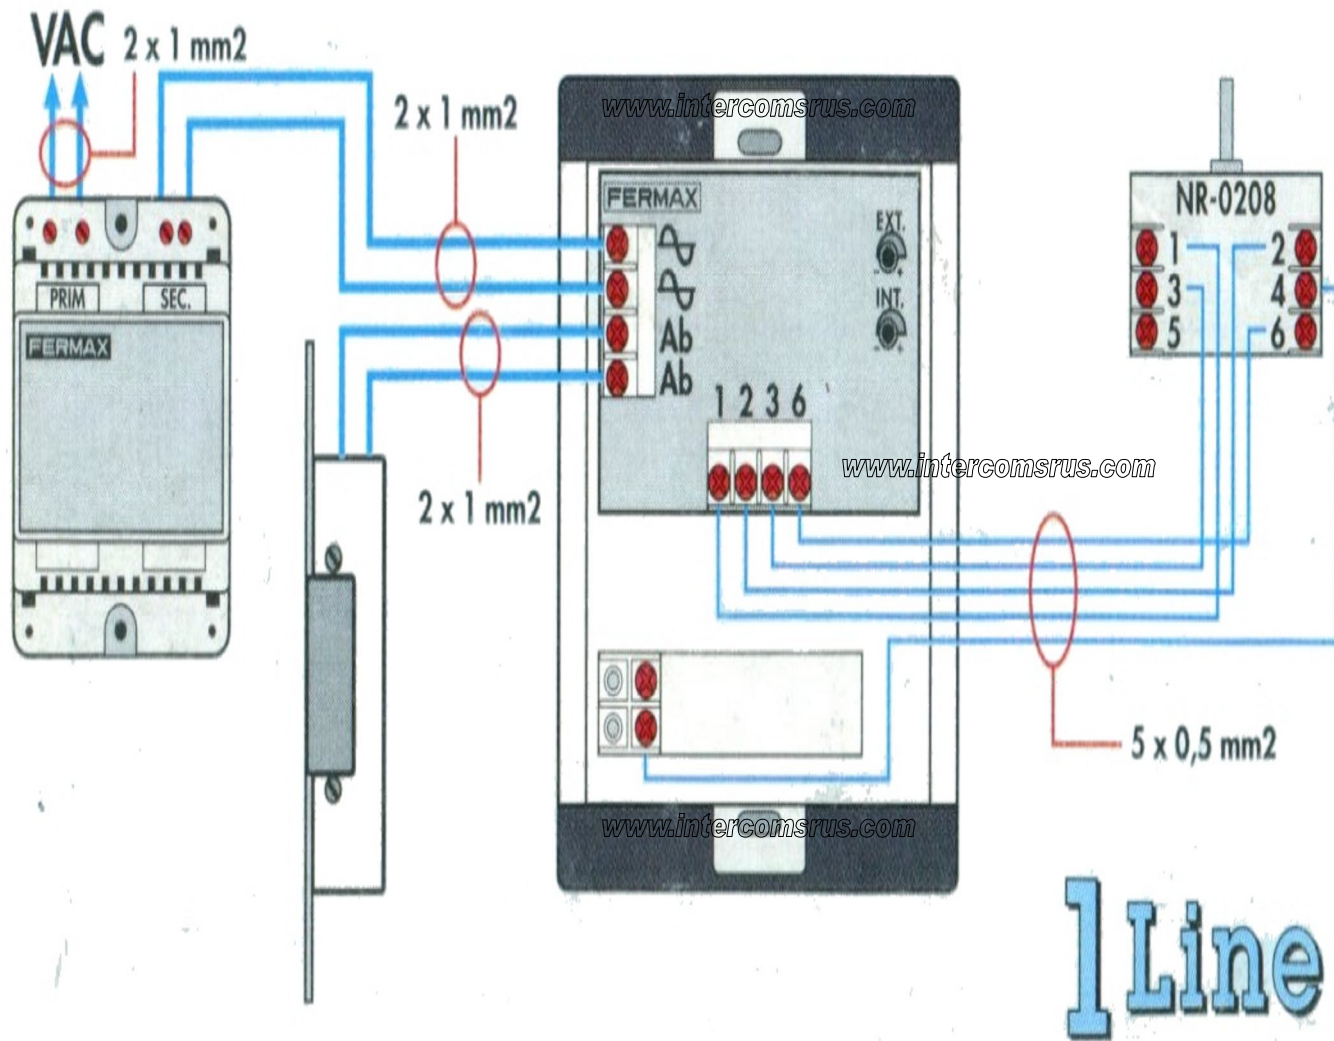 VAC
2 x 1 mm2
2 x 1 mm2
www.intercomsrus.com
FERMAX
EXT.
- +
INT.
- +
Ab
Ab
1 2 3 6
NR-0208
1 2
3 4
5 6
PRIM
SEC.
FERMAX
www.intercomsrus.com
2 x 1 mm2
5 x 0,5 mm2
www.intercomsrus.com
1 Line